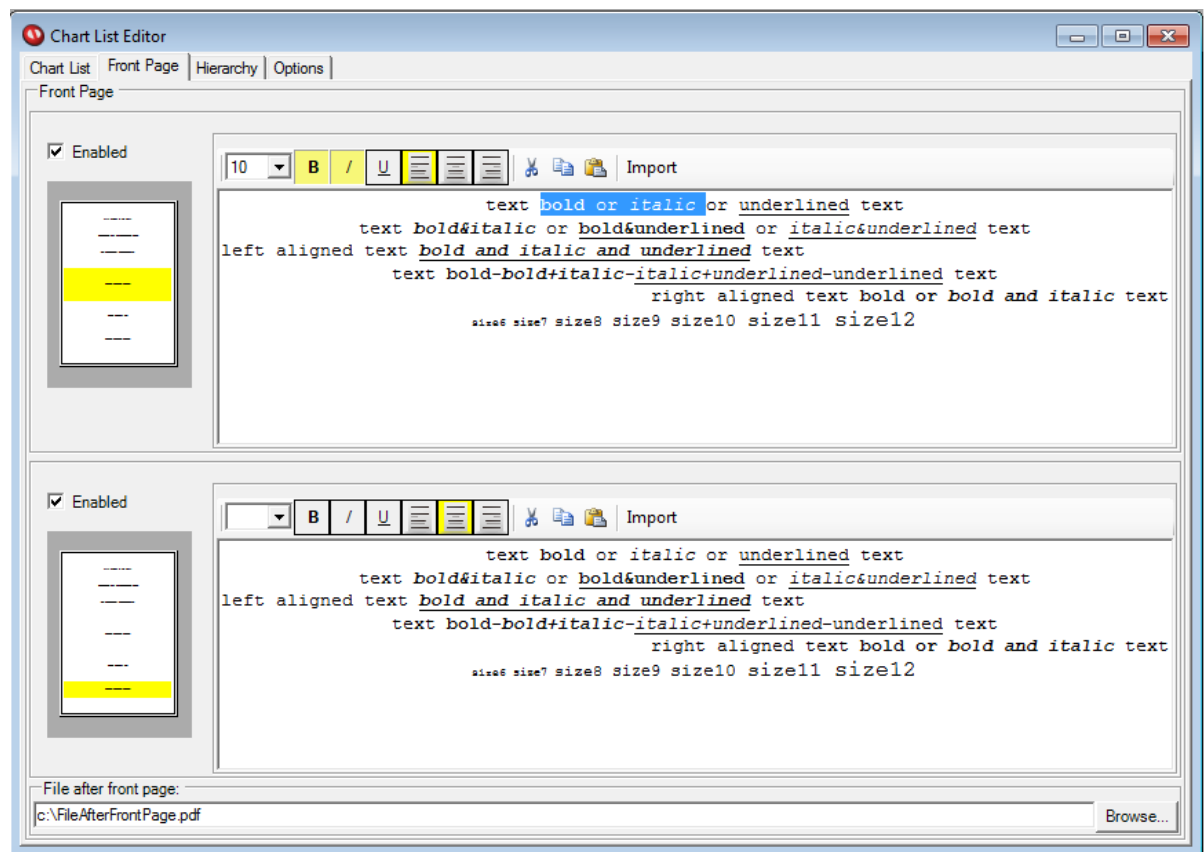 Chart List Editor
Chart List Front Page Hierarchy Options
Front Page
Enabled
10 B I U Import
text bold or italic or underlined text
text bold&italic or bold&underlined or italic&underlined text
left aligned text bold and italic and underlined text
text bold-bold+italic-italic+underlined-underlined text
right aligned text bold or bold and italic text
size6 size7 size8 size9 size10 size11 size12
Enabled
B I U Import
text bold or italic or underlined text
text bold&italic or bold&underlined or italic&underlined text
left aligned text bold and italic and underlined text
text bold-bold+italic-italic+underlined-underlined text
right aligned text bold or bold and italic text
size6 size7 size8 size9 size10 size11 size12
File after front page:
c:\FileAfterFrontPage.pdf Browse...